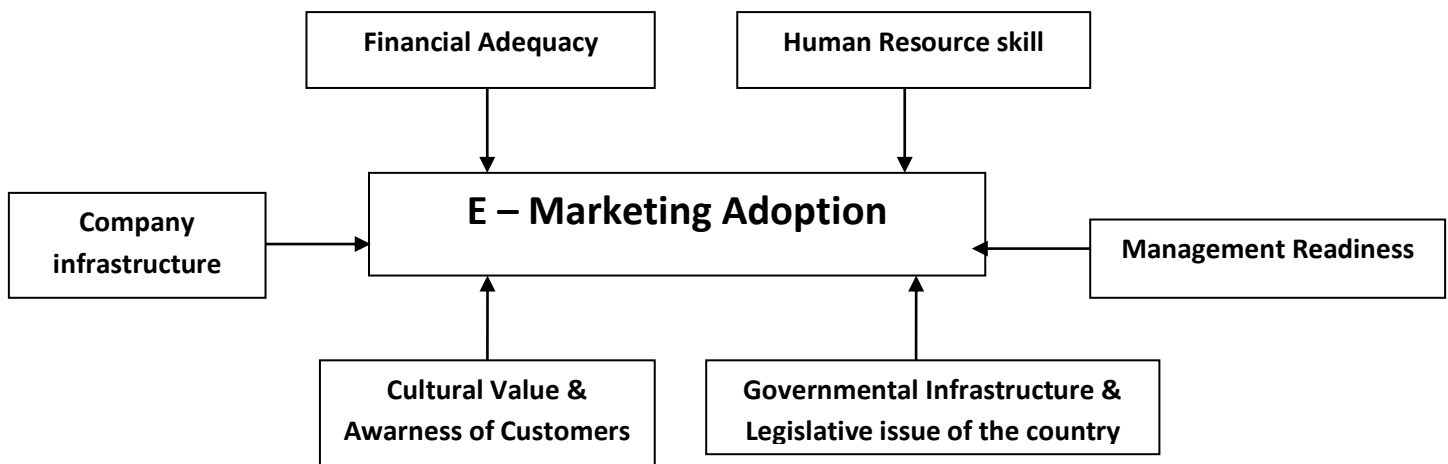 Financial Adequacy
Human Resource skill
E – Marketing Adoption
Company
infrastructure
Management Readiness
Cultural Value &
Awarness of Customers
Governmental Infrastructure &
Legislative issue of the country